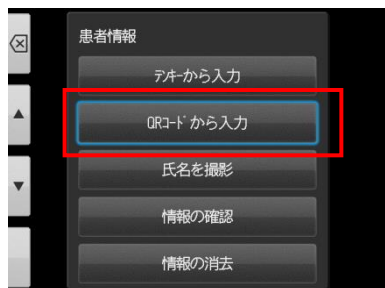 患者情報
テンキーから入力
QRコードから入力
氏名を撮影
情報の確認
情報の消去